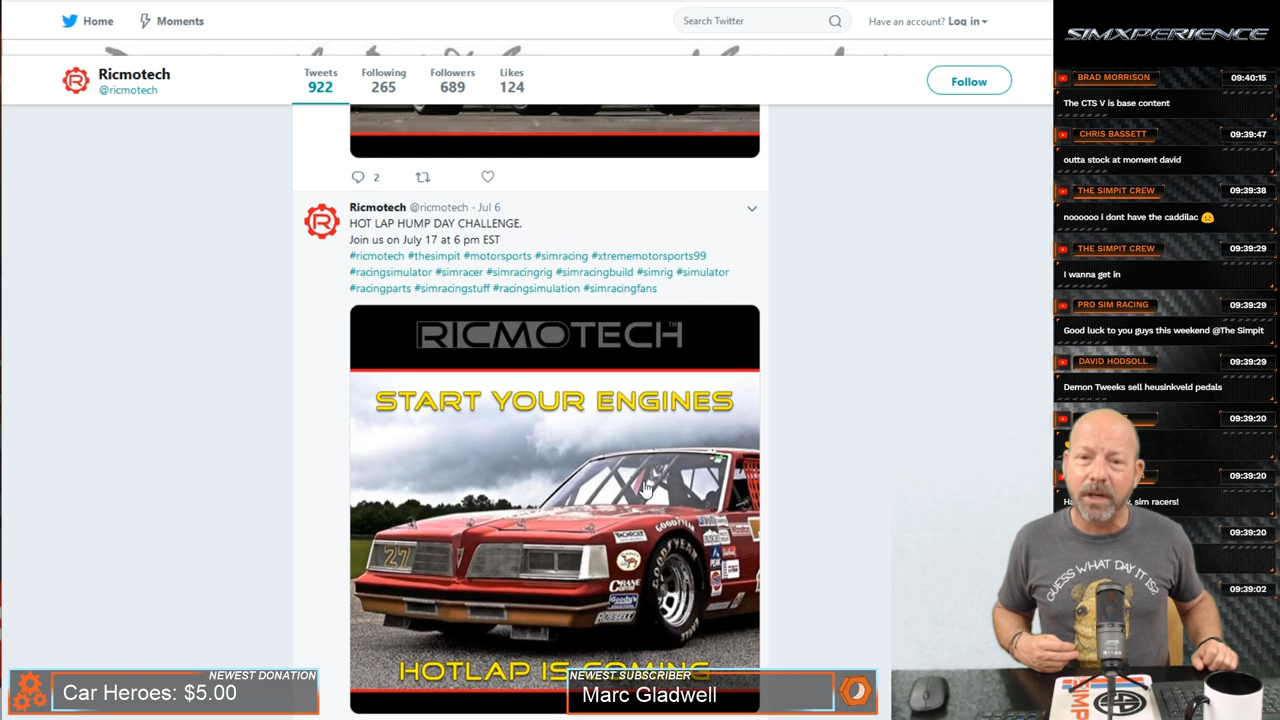 Home
Moments
Search Twitter
Have an account? Log in
Ricmotech
@ricmotech
Tweets
922
Following
265
Followers
689
Likes
124
Follow
2
Ricmotech @ricmotech · Jul 6
HOT LAP HUMP DAY CHALLENGE.
Join us on July 17 at 6 pm EST
#ricmotech #thesimpit #motorsports #simracing #xtrememotorsports99
#racingsimulator #simracer #simracingrig #simracingbuild #simrig #simulator
#racingparts #simracingstuff #racingsimulation #simracingfans
RICMOTECH™
START YOUR ENGINES
27
GOODYEAR
GOODYEAR
CRANE
CAMS
Goody's
RUSSELL
HOTLAP IS COMING
NEWEST DONATION
Car Heroes: $5.00
NEWEST SUBSCRIBER
Marc Gladwell
SIMXPERIENCE
BRAD MORRISON
09:40:15
The CTS V is base content
CHRIS BASSETT
09:39:47
outta stock at moment david
THE SIMPIT CREW
09:39:38
noooooo i dont have the caddilac ☹️
THE SIMPIT CREW
09:39:29
I wanna get in
PRO SIM RACING
09:39:29
Good luck to you guys this weekend @The SimpIt
DAVID HODSOLL
09:39:29
Demon Tweeks sell heusinkveld pedals
09:39:20
09:39:20
, sim racers!
09:39:20
09:39:02
GUESS WHAT DAY IT IS?